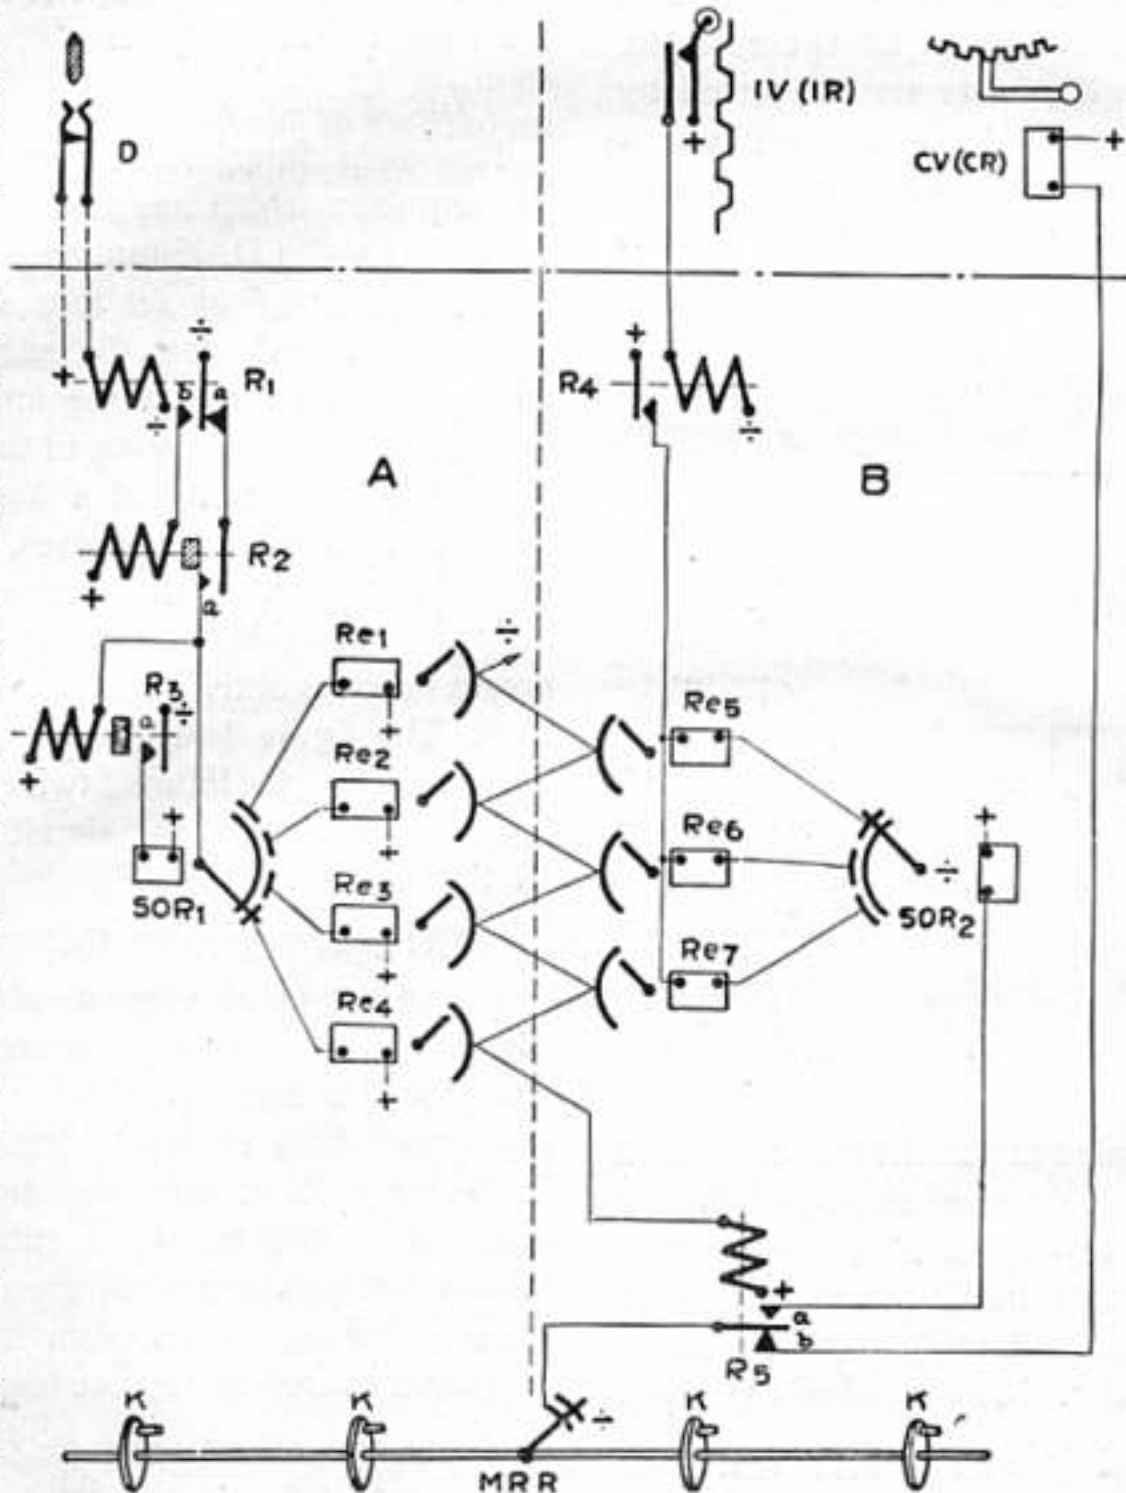 D
IV (IR)
+
CV (CR)
+
+
÷
b
a
R1
÷
+
R4
÷
A
B
R2
+
a
Re1
÷
R3
a
÷
+
+
Re5
Re2
+
+
+
Re6
Re3
÷
SOR1
SOR2
+
Re7
Re4
+
+
a
b
R5
K
K
÷
K
K
MRR